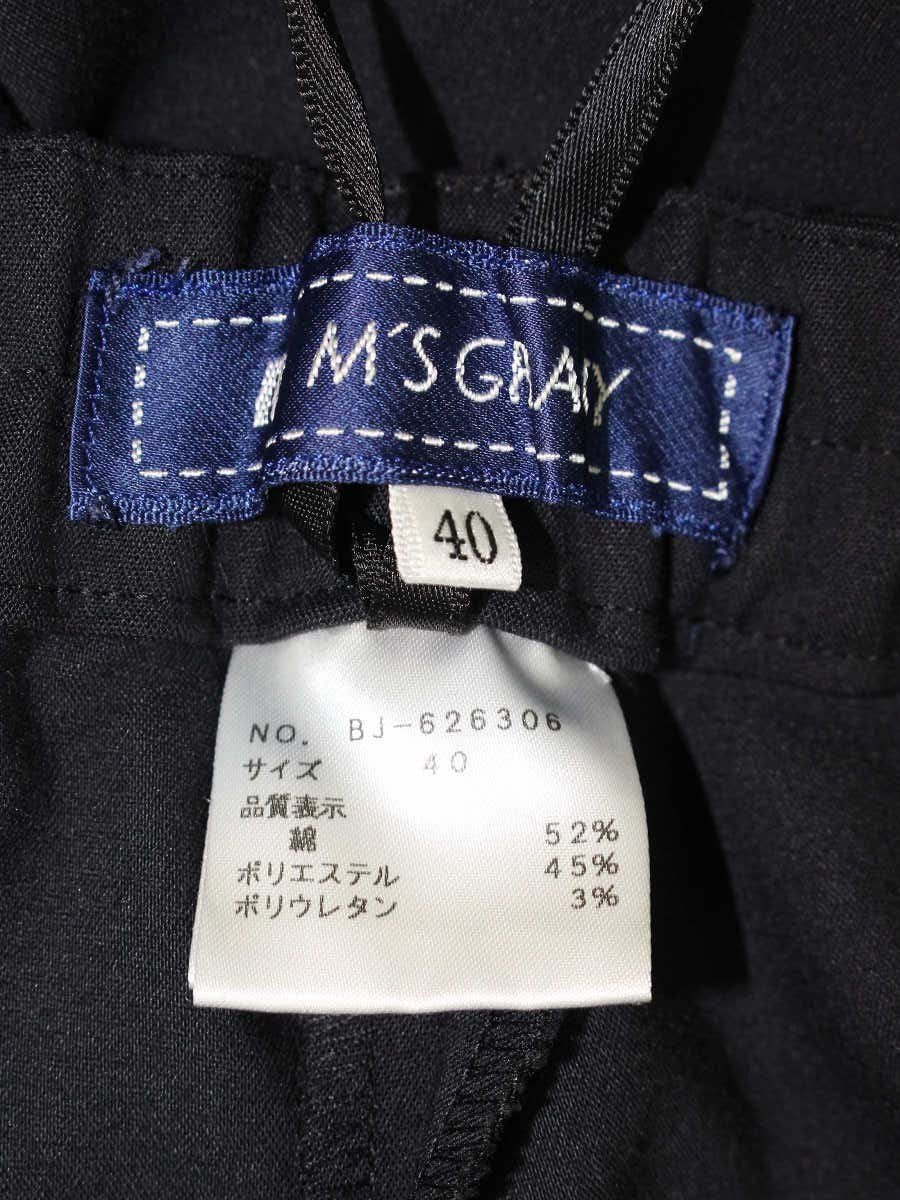 M'S GRACY
40
NO. BJ-626306
サイズ 40
品質表示
綿 52%
ポリエステル 45%
ポリウレタン 3%